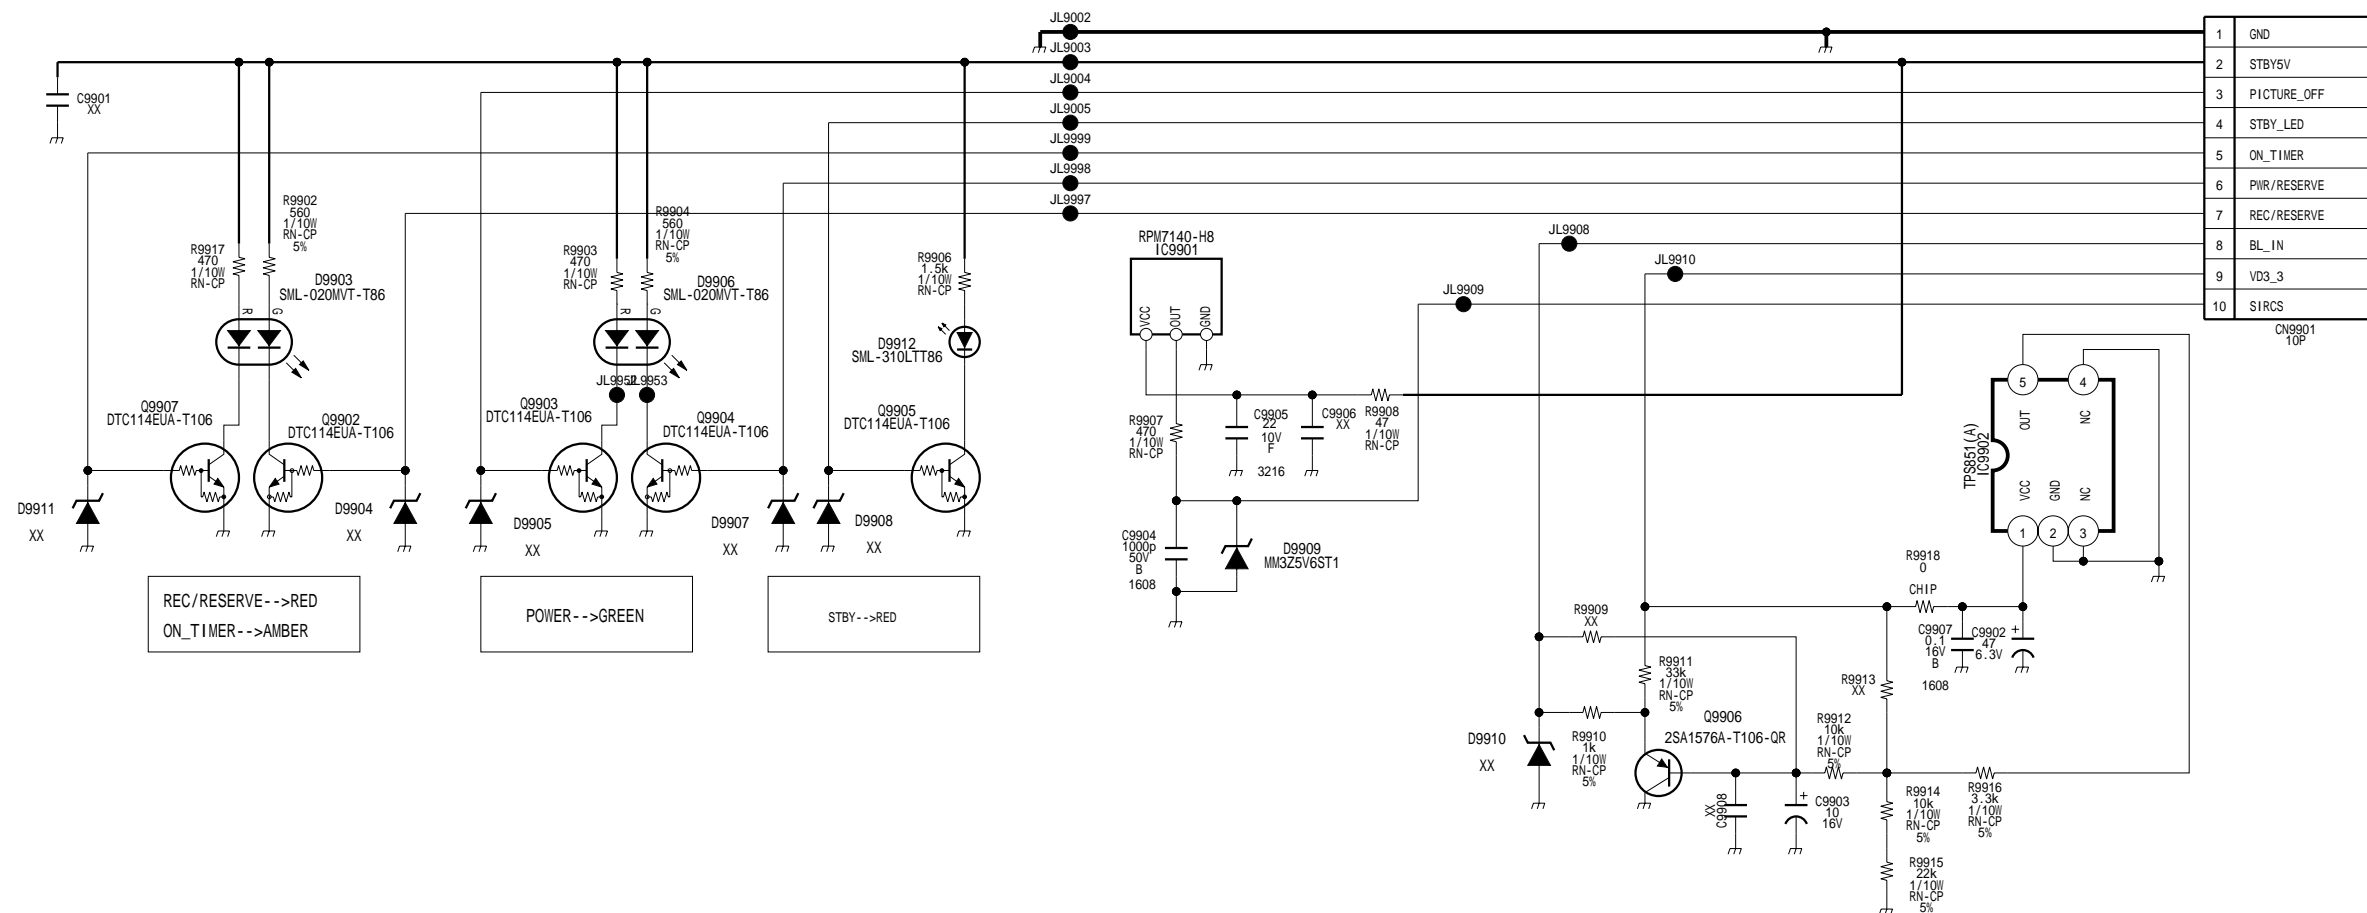 JL9002
JL9003
JL9004
JL9005
JL9999
JL9998
JL9997
1 GND
2 STBY5V
3 PICTURE_OFF
4 STBY_LED
5 ON_TIMER
6 PWR/RESERVE
7 REC/RESERVE
8 BL_IN
9 VD3_3
10 SIRCS
CN9901
10P
C9901
XX
R9902
560
1/10W
RN-CP
5%
R9917
470
1/10W
RN-CP
D9903
SML-020MVT-T86
R
G
Q9907
DTC114EUA-T106
Q9902
DTC114EUA-T106
D9911
XX
D9904
XX
REC/RESERVE-->RED
ON_TIMER-->AMBER
R9904
560
1/10W
RN-CP
5%
R9903
470
1/10W
RN-CP
D9906
SML-020MVT-T86
R
G
JL9952
JL9953
Q9903
DTC114EUA-T106
Q9904
DTC114EUA-T106
D9905
XX
D9907
XX
POWER-->GREEN
R9906
1.5k
1/10W
RN-CP
D9912
SML-310LTT86
Q9905
DTC114EUA-T106
D9908
XX
STBY-->RED
RPM7140-H8
IC9901
VCC
OUT
GND
JL9908
JL9910
JL9909
R9907
470
1/10W
RN-CP
C9905
22
10V
F
3216
C9906
XX
R9908
47
1/10W
RN-CP
C9904
1000p
50V
B
1608
D9909
MM3Z5V6ST1
TPS851(A)
IC9902
5
4
OUT
NC
VCC
GND
NC
1
2
3
R9918
0
CHIP
R9909
XX
C9907
0.1
16V
B
1608
C9902
47
6.3V
+
R9911
33k
1/10W
RN-CP
5%
R9913
XX
D9910
XX
R9910
1k
1/10W
RN-CP
5%
Q9906
2SA1576A-T106-QR
R9912
10k
1/10W
RN-CP
5%
C9908
XX
+
C9903
10
16V
R9914
10k
1/10W
RN-CP
5%
R9916
3.3k
1/10W
RN-CP
5%
R9915
22k
1/10W
RN-CP
5%